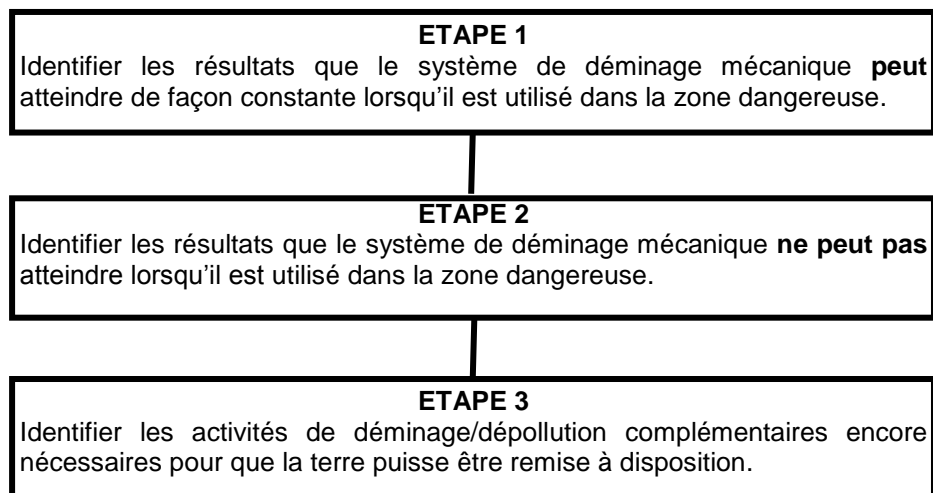 ETAPE 1
Identifier les résultats que le système de déminage mécanique peut
atteindre de façon constante lorsqu’il est utilisé dans la zone dangereuse.
ETAPE 2
Identifier les résultats que le système de déminage mécanique ne peut pas
atteindre lorsqu’il est utilisé dans la zone dangereuse.
ETAPE 3
Identifier les activités de déminage/dépollution complémentaires encore
nécessaires pour que la terre puisse être remise à disposition.